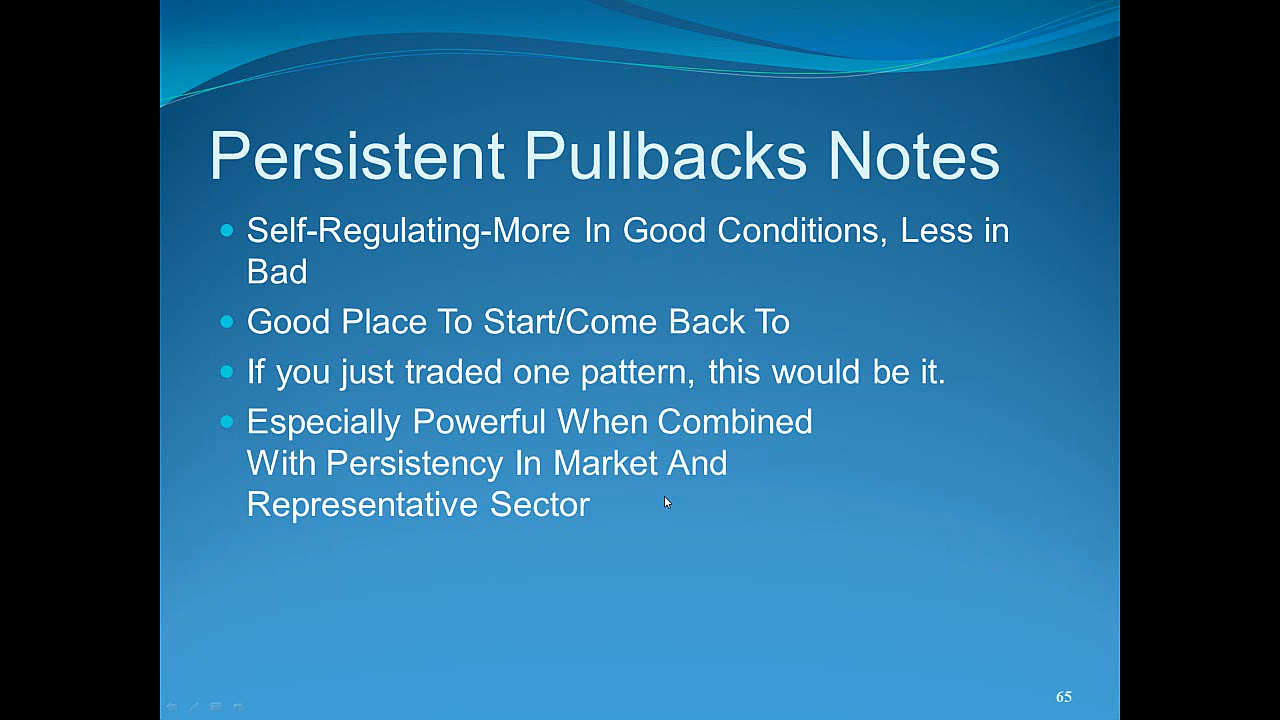 Persistent Pullbacks Notes
Self-Regulating-More In Good Conditions, Less in
Bad
Good Place To Start/Come Back To
If you just traded one pattern, this would be it.
Especially Powerful When Combined
With Persistency In Market And
Representative Sector
65